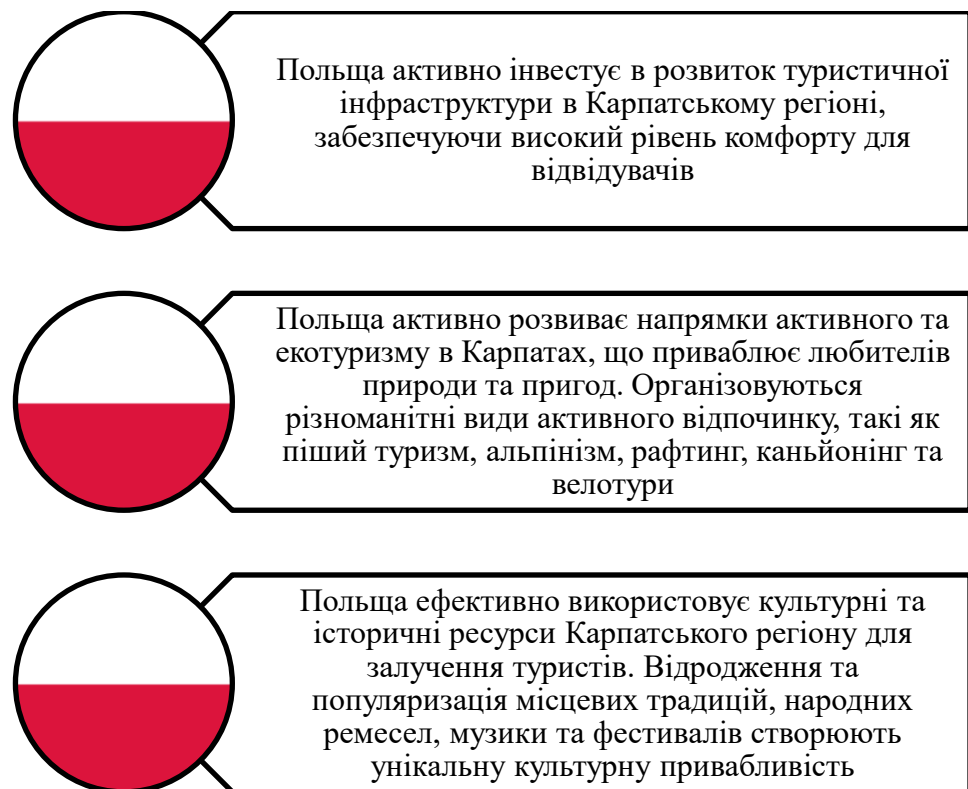 Польща активно інвестує в розвиток туристичної
інфраструктури в Карпатському регіоні,
забезпечуючи високий рівень комфорту для
відвідувачів
Польща активно розвиває напрямки активного та
екотуризму в Карпатах, що приваблює любителів
природи та пригод. Організовуються
різноманітні види активного відпочинку, такі як
піший туризм, альпінізм, рафтинг, каньйонінг та
велотури
Польща ефективно використовує культурні та
історичні ресурси Карпатського регіону для
залучення туристів. Відродження та
популяризація місцевих традицій, народних
ремесел, музики та фестивалів створюють
унікальну культурну привабливість